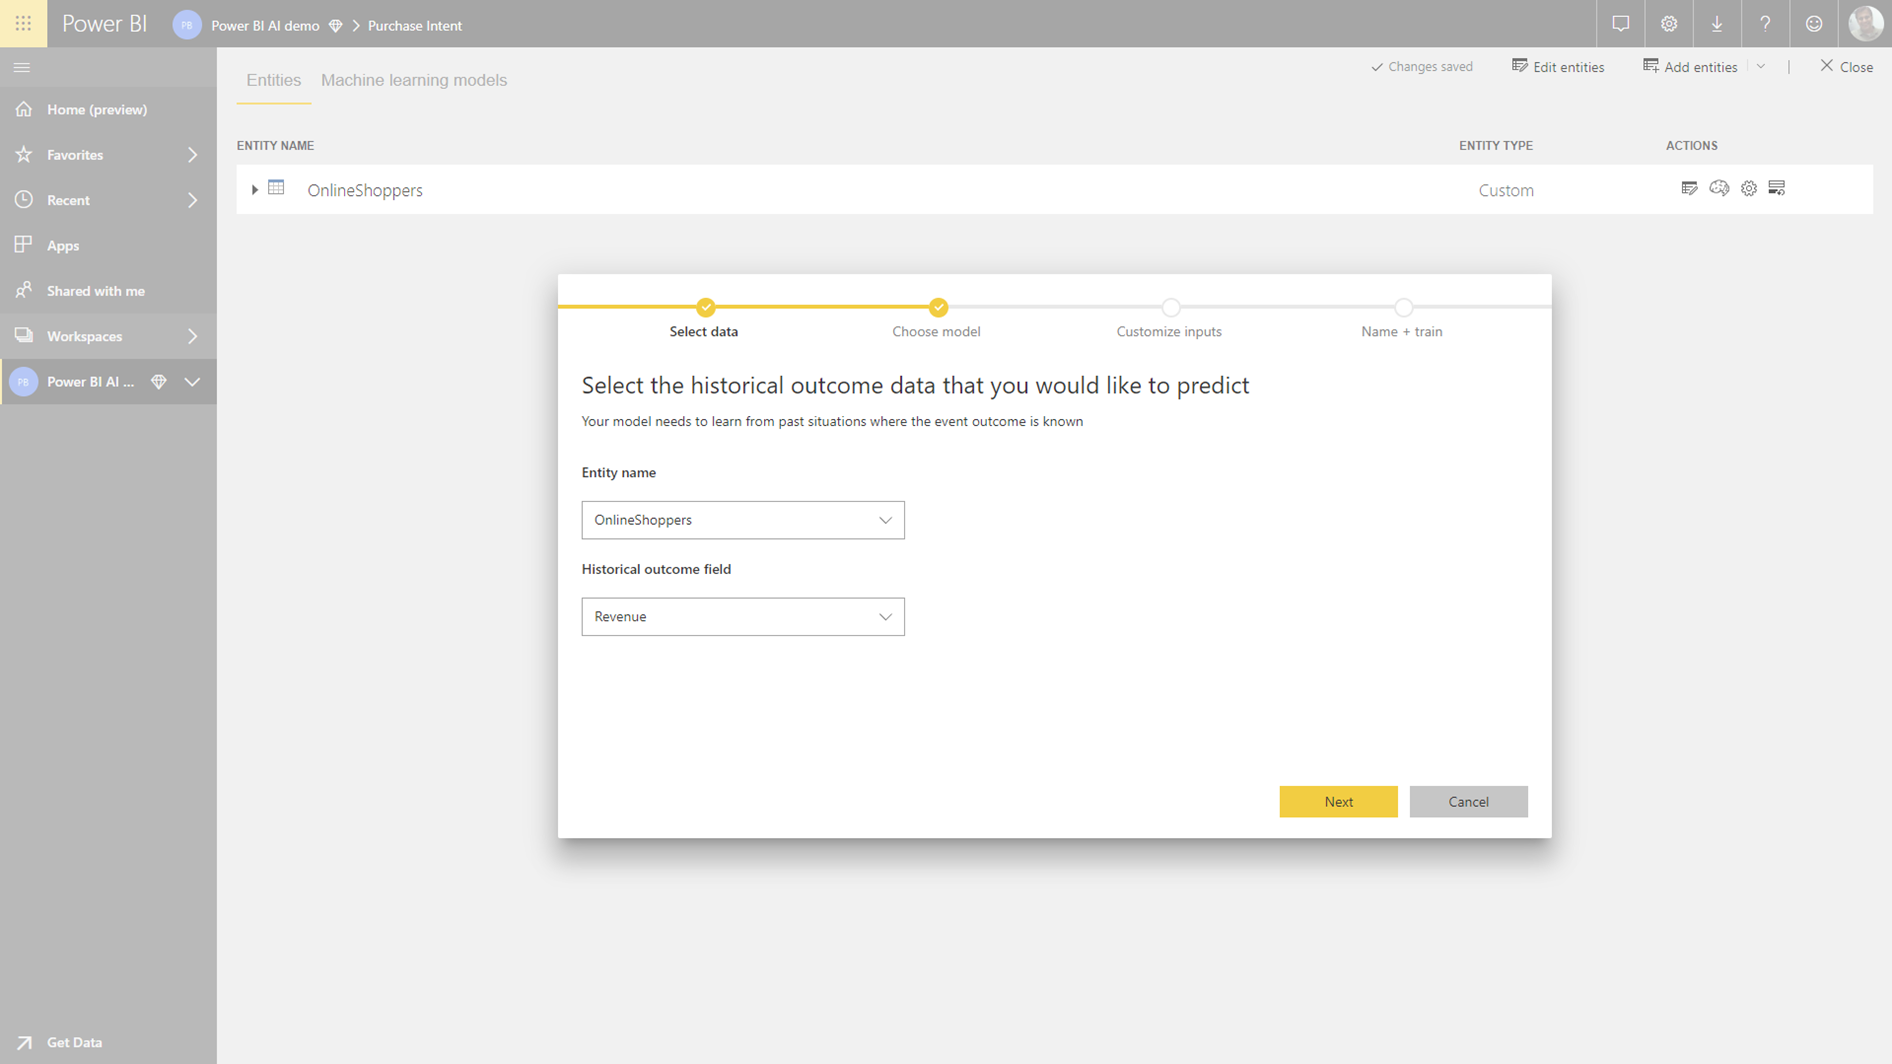 Power BI
PB
Power BI AI demo
Purchase Intent
?
Home (preview)
Favorites
Recent
Apps
Shared with me
Workspaces
PB
Power BI AI ...
Get Data
Entities
Machine learning models
Changes saved
Edit entities
Add entities
Close
ENTITY NAME
ENTITY TYPE
ACTIONS
OnlineShoppers
Custom
Select data
Choose model
Customize inputs
Name + train
Select the historical outcome data that you would like to predict
Your model needs to learn from past situations where the event outcome is known
Entity name
OnlineShoppers
Historical outcome field
Revenue
Next
Cancel